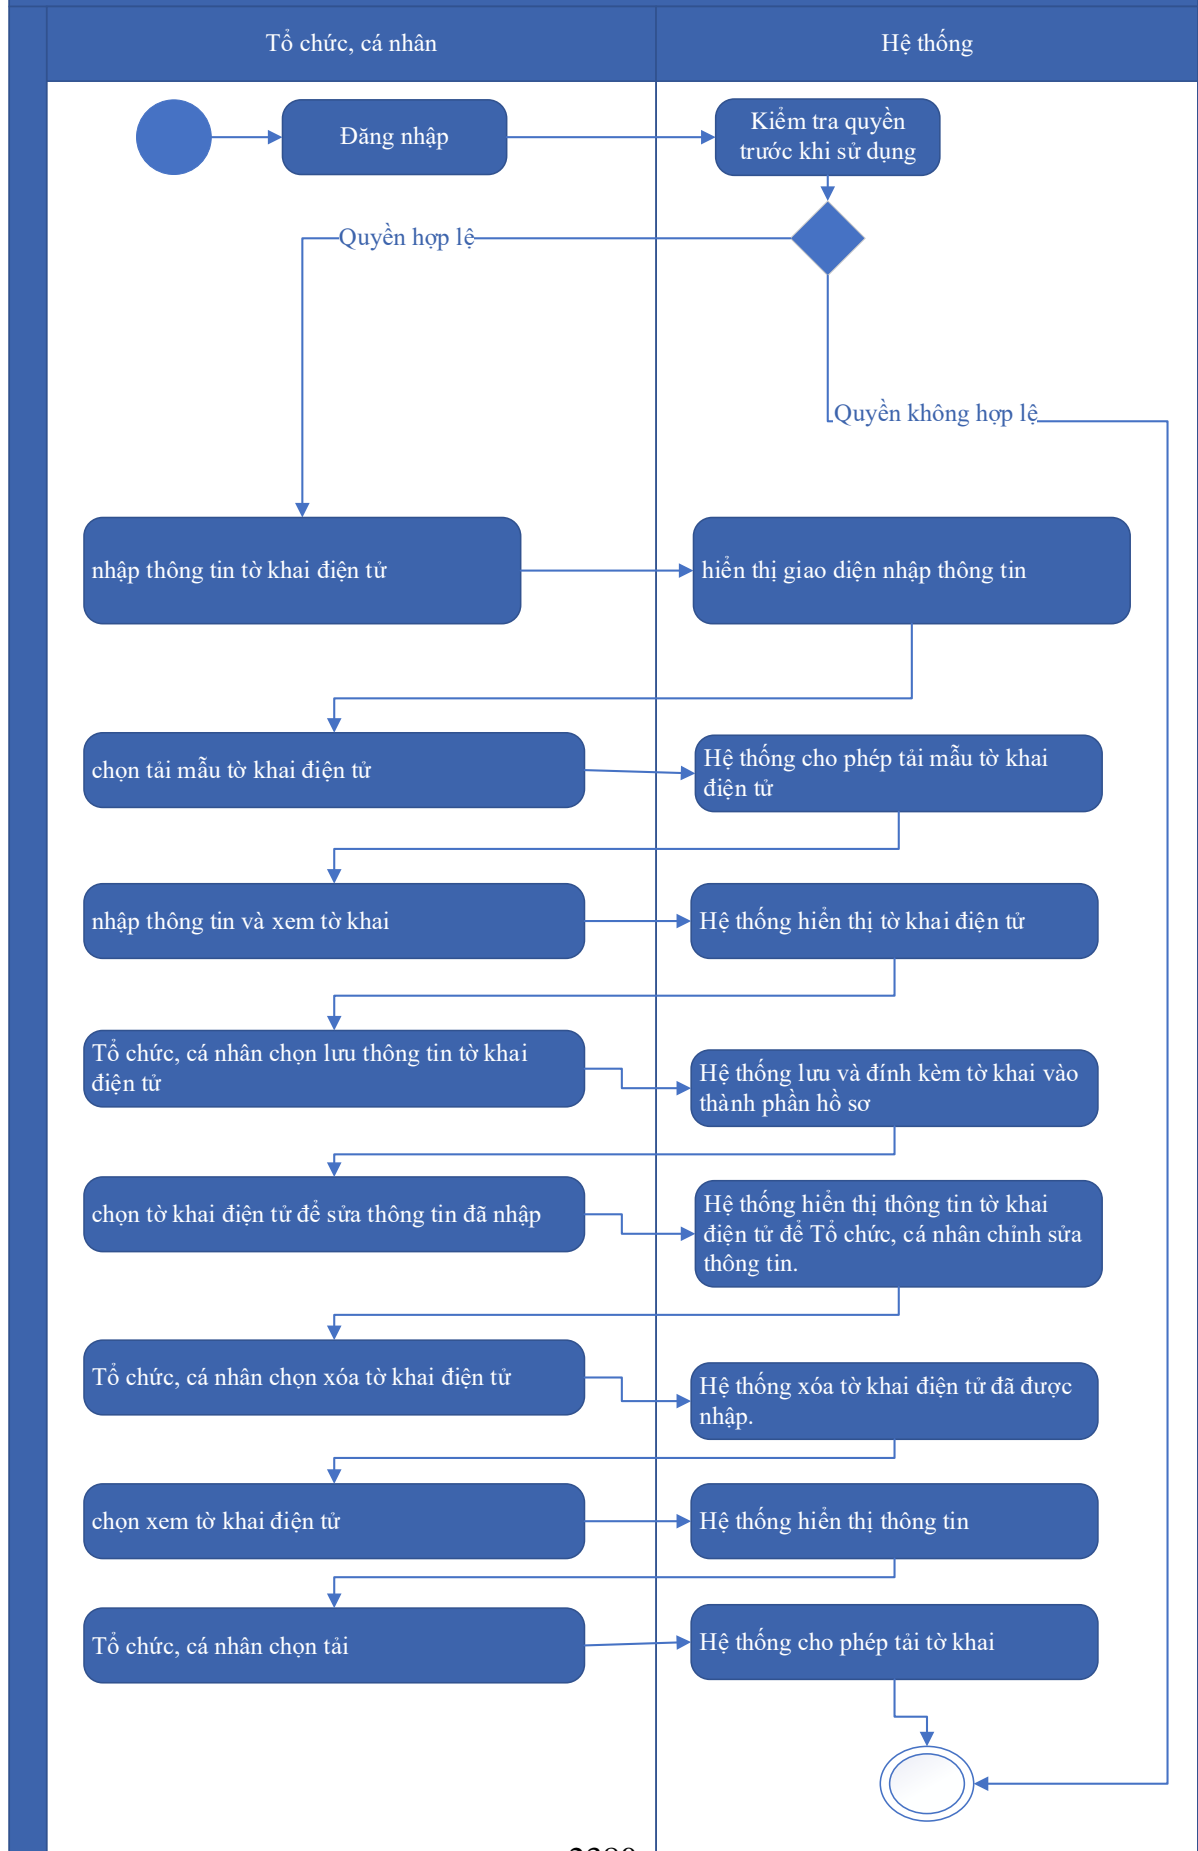 Tổ chức, cá nhân
Hệ thống
Đăng nhập
Kiểm tra quyền
trước khi sử dụng
Quyền hợp lệ
Quyền không hợp lệ
nhập thông tin tờ khai điện tử
hiển thị giao diện nhập thông tin
chọn tải mẫu tờ khai điện tử
Hệ thống cho phép tải mẫu tờ khai
điện tử
nhập thông tin và xem tờ khai
Hệ thống hiển thị tờ khai điện tử
Tổ chức, cá nhân chọn lưu thông tin tờ khai
điện tử
Hệ thống lưu và đính kèm tờ khai vào
thành phần hồ sơ
chọn tờ khai điện tử để sửa thông tin đã nhập
Hệ thống hiển thị thông tin tờ khai
điện tử để Tổ chức, cá nhân chỉnh sửa
thông tin.
Tổ chức, cá nhân chọn xóa tờ khai điện tử
Hệ thống xóa tờ khai điện tử đã được
nhập.
chọn xem tờ khai điện tử
Hệ thống hiển thị thông tin
Tổ chức, cá nhân chọn tải
Hệ thống cho phép tải tờ khai